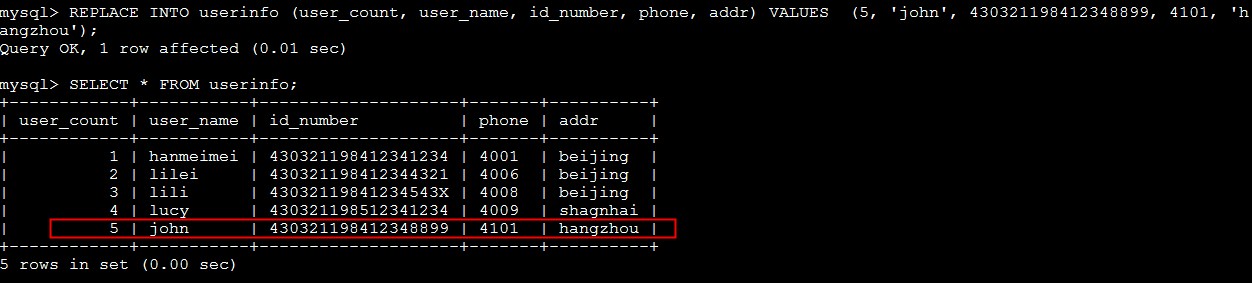 mysql> REPLACE INTO userinfo (user_count, user_name, id_number, phone, addr) VALUES  (5, 'john', 430321198412348899, 4101, 'h
angzhou');
Query OK, 1 row affected (0.01 sec)
mysql> SELECT * FROM userinfo;
+------------+-----------+--------------------+-------+----------+
| user_count | user_name | id_number          | phone | addr     |
+------------+-----------+--------------------+-------+----------+
|          1 | hanmeimei | 430321198412341234 | 4001  | beijing  |
|          2 | lilei     | 430321198412344321 | 4006  | beijing  |
|          3 | lili      | 43032119841234543X | 4008  | beijing  |
|          4 | lucy      | 430321198512341234 | 4009  | shagnhai |
|          5 | john      | 430321198412348899 | 4101  | hangzhou |
+------------+-----------+--------------------+-------+----------+
5 rows in set (0.00 sec)